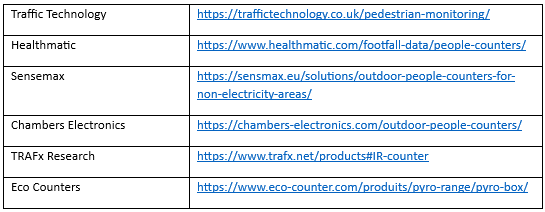 Traffic Technology https://traffictechnology.co.uk/pedestrian-monitoring/
Healthmatic https://www.healthmatic.com/footfall-data/people-counters/
Sensemax https://sensmax.eu/solutions/outdoor-people-counters-for-
non-electricity-areas/
Chambers Electronics https://chambers-electronics.com/outdoor-people-counters/
TRAFx Research https://www.trafx.net/products#IR-counter
Eco Counters https://www.eco-counter.com/produits/pyro-range/pyro-box/